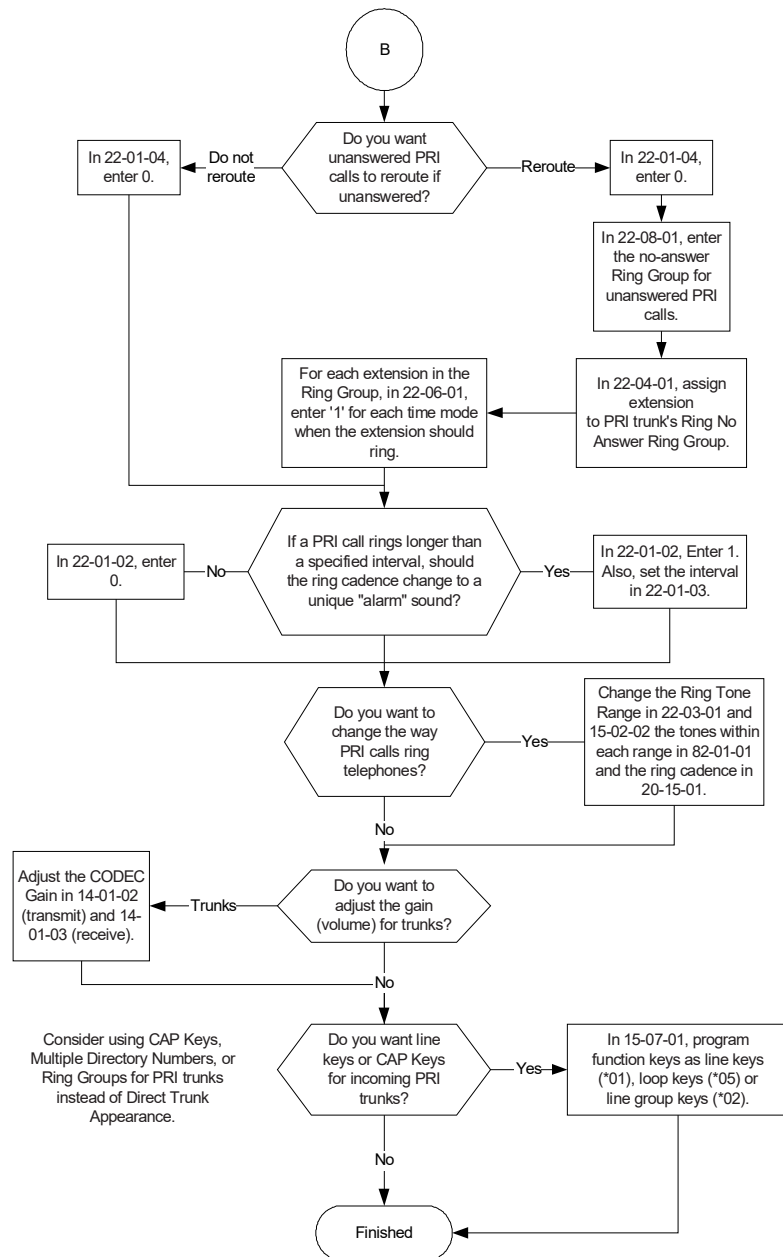 B
Do you want
unanswered PRI
calls to reroute if
unanswered?
Do not
reroute
In 22-01-04,
enter 0.
Reroute
In 22-01-04,
enter 0.
In 22-08-01, enter
the no-answer
Ring Group for
unanswered PRI
calls.
In 22-04-01, assign
extension
to PRI trunk's Ring No
Answer Ring Group.
For each extension in the
Ring Group, in 22-06-01,
enter '1' for each time mode
when the extension should
ring.
If a PRI call rings longer than
a specified interval, should
the ring cadence change to a
unique "alarm" sound?
No
In 22-01-02, enter
0.
Yes
In 22-01-02, Enter 1.
Also, set the interval
in 22-01-03.
Do you want to
change the way
PRI calls ring
telephones?
Yes
Change the Ring Tone
Range in 22-03-01 and
15-02-02 the tones within
each range in 82-01-01
and the ring cadence in
20-15-01.
No
Do you want to
adjust the gain
(volume) for trunks?
Trunks
Adjust the CODEC
Gain in 14-01-02
(transmit) and 14-
01-03 (receive).
No
Consider using CAP Keys,
Multiple Directory Numbers, or
Ring Groups for PRI trunks
instead of Direct Trunk
Appearance.
Do you want line
keys or CAP Keys
for incoming PRI
trunks?
Yes
In 15-07-01, program
function keys as line keys
(*01), loop keys (*05) or
line group keys (*02).
No
Finished